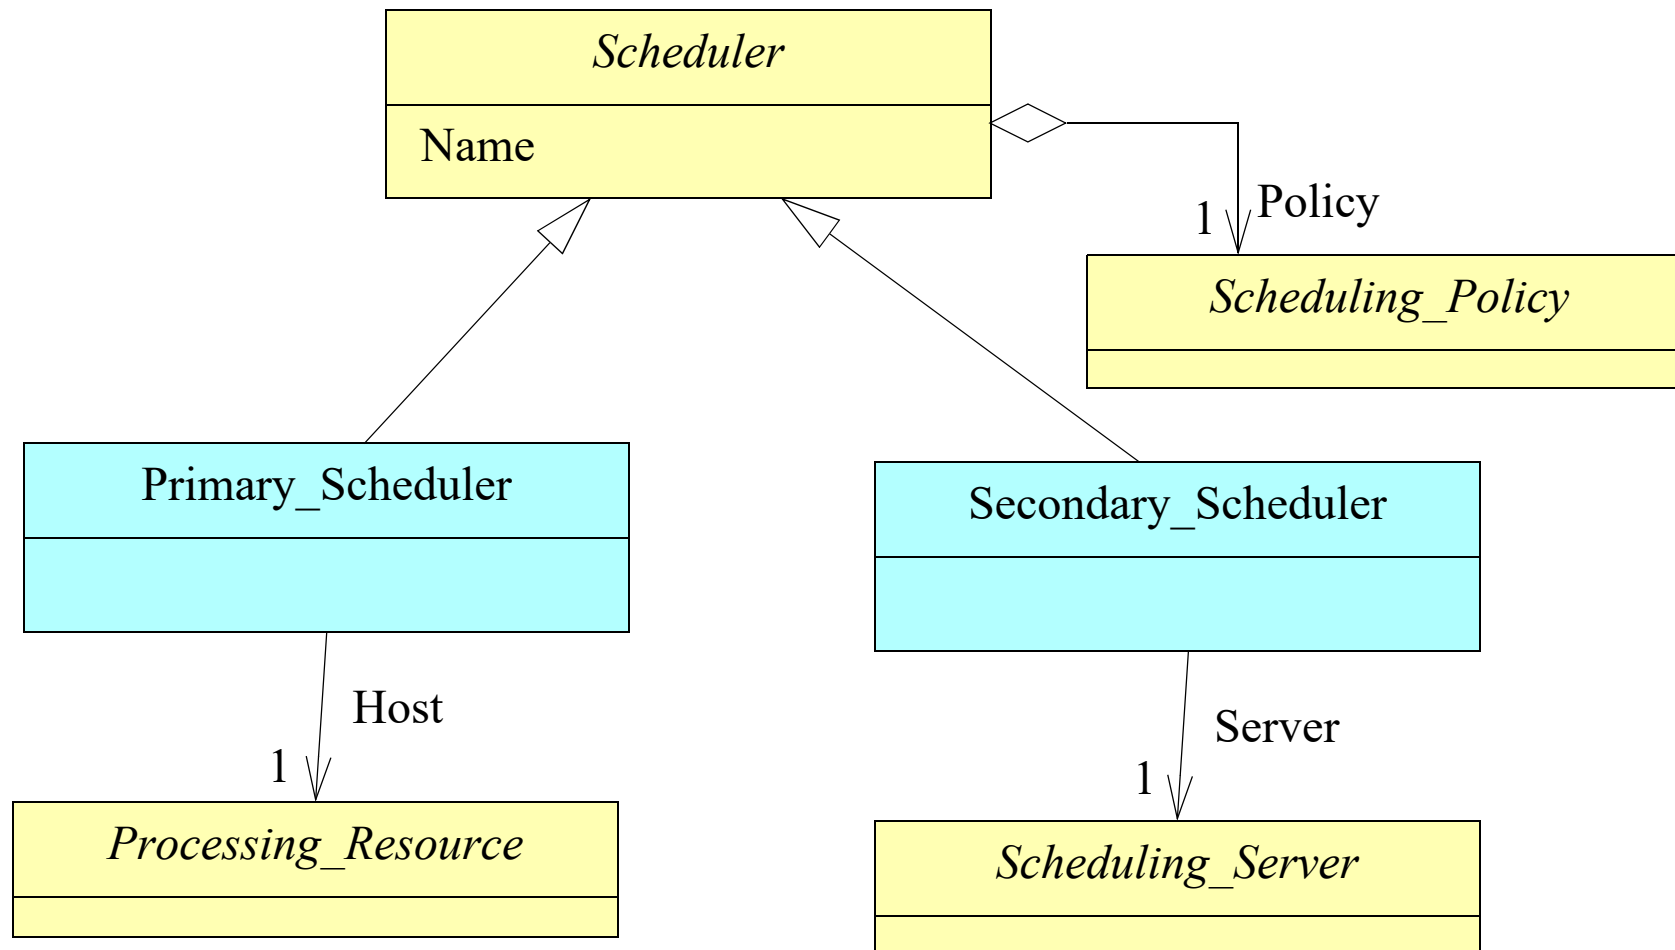 Scheduler
Name
Policy
1
Scheduling_Policy
Primary_Scheduler
Secondary_Scheduler
Host
1
Server
1
Processing_Resource
Scheduling_Server